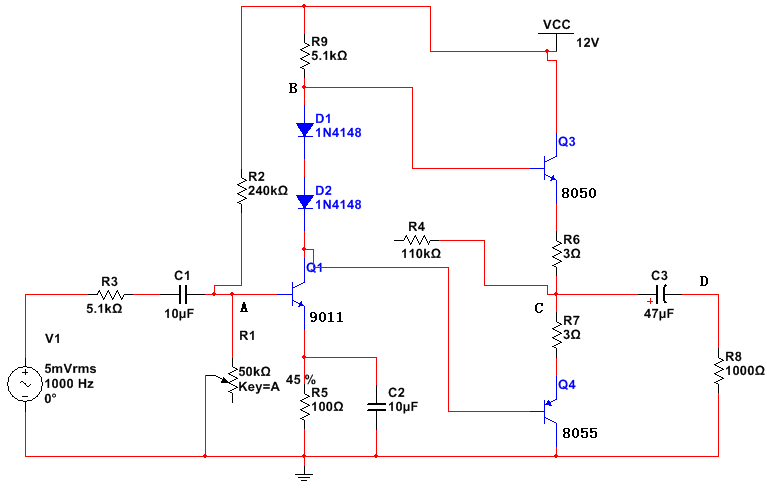 VCC
12V
R9
5.1kΩ
B
D1
1N4148
Q3
8050
R2
240kΩ
D2
1N4148
R4
110kΩ
R6
3Ω
Q1
9011
R3
5.1kΩ
C1
10µF
A
C
C3
+
47µF
D
R7
3Ω
V1
5mVrms
1000 Hz
0°
R1
50kΩ
Key=A
45 %
R5
100Ω
C2
10µF
Q4
8055
R8
1000Ω